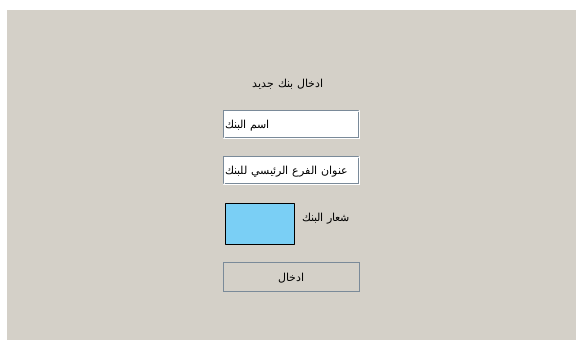 ادخال بنك جديد
اسم البنك
عنوان الفرع الرئيسي للبنك
شعار البنك
ادخال